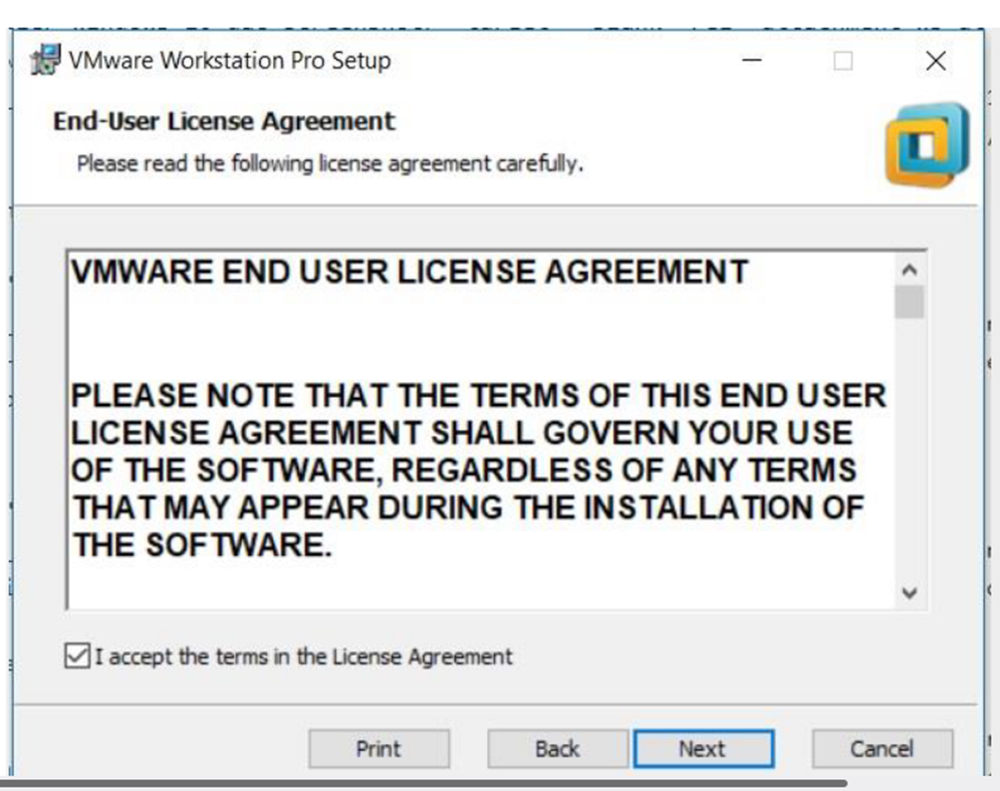 VMware Workstation Pro Setup
End-User License Agreement
Please read the following license agreement carefully.
VMWARE END USER LICENSE AGREEMENT
PLEASE NOTE THAT THE TERMS OF THIS END USER
LICENSE AGREEMENT SHALL GOVERN YOUR USE
OF THE SOFTWARE, REGARDLESS OF ANY TERMS
THAT MAY APPEAR DURING THE INSTALLATION OF
THE SOFTWARE.
I accept the terms in the License Agreement
Print Back Next Cancel